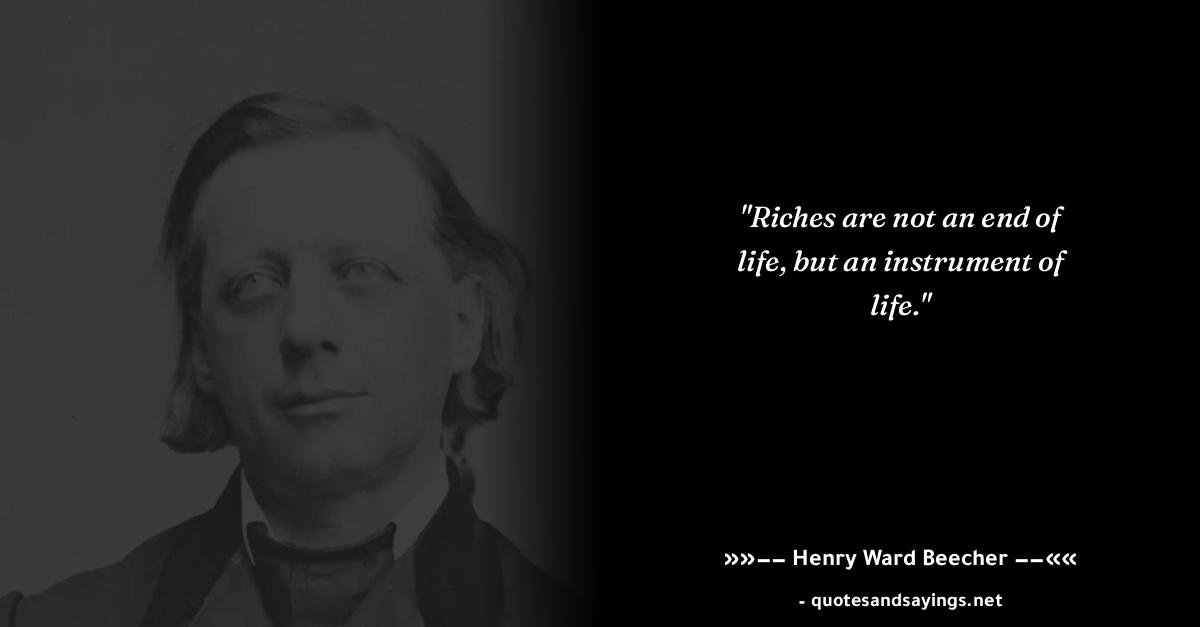 "Riches are not an end of
life, but an instrument of
life."
»»−− Henry Ward Beecher −−««
- quotesandsayings.net